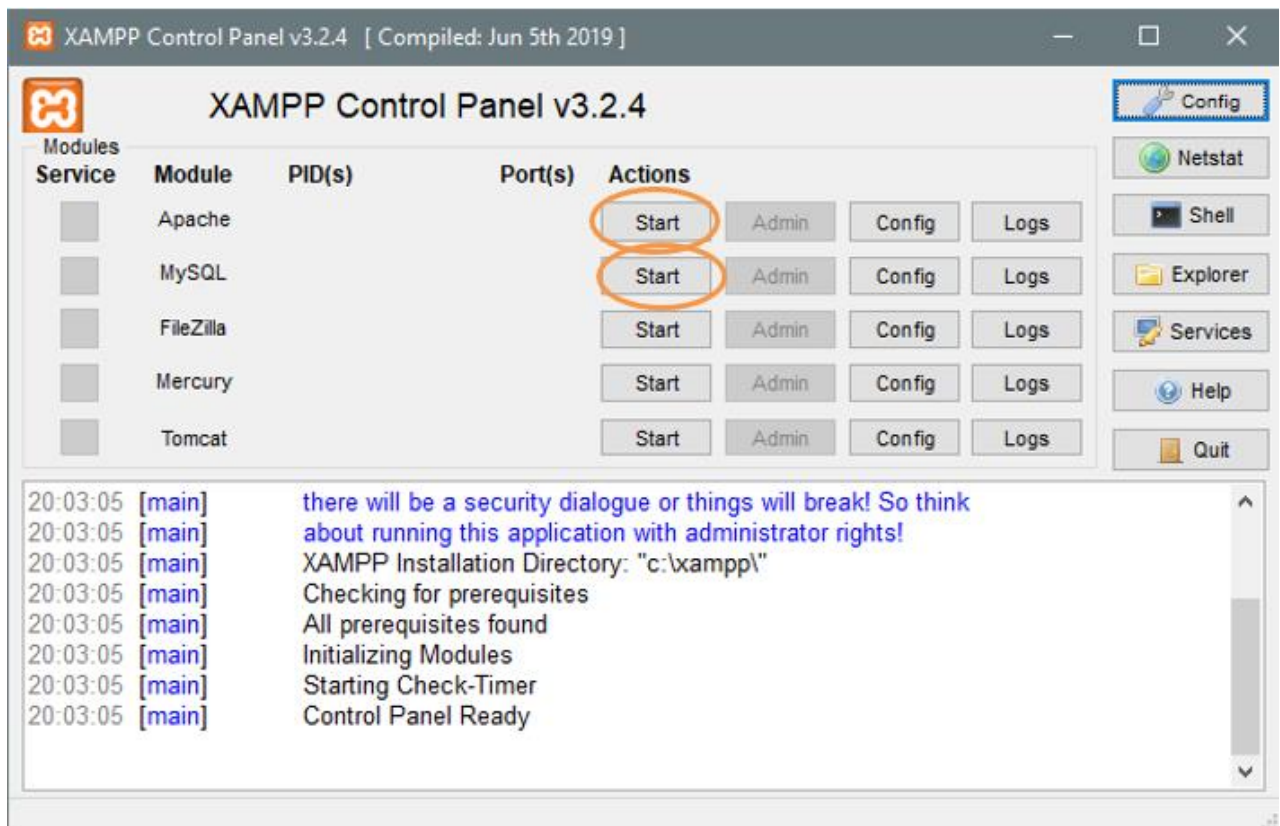 XAMPP Control Panel v3.2.4 [ Compiled: Jun 5th 2019 ]
XAMPP Control Panel v3.2.4
Config
Modules
Netstat
Service Module PID(s) Port(s) Actions
Apache Start Admin Config Logs
Shell
MySQL Start Admin Config Logs
Explorer
FileZilla Start Admin Config Logs
Services
Mercury Start Admin Config Logs
Help
Tomcat Start Admin Config Logs
Quit
20:03:05 [main] there will be a security dialogue or things will break! So think
20:03:05 [main] about running this application with administrator rights!
20:03:05 [main] XAMPP Installation Directory: "c:\xampp\"
20:03:05 [main] Checking for prerequisites
20:03:05 [main] All prerequisites found
20:03:05 [main] Initializing Modules
20:03:05 [main] Starting Check-Timer
20:03:05 [main] Control Panel Ready